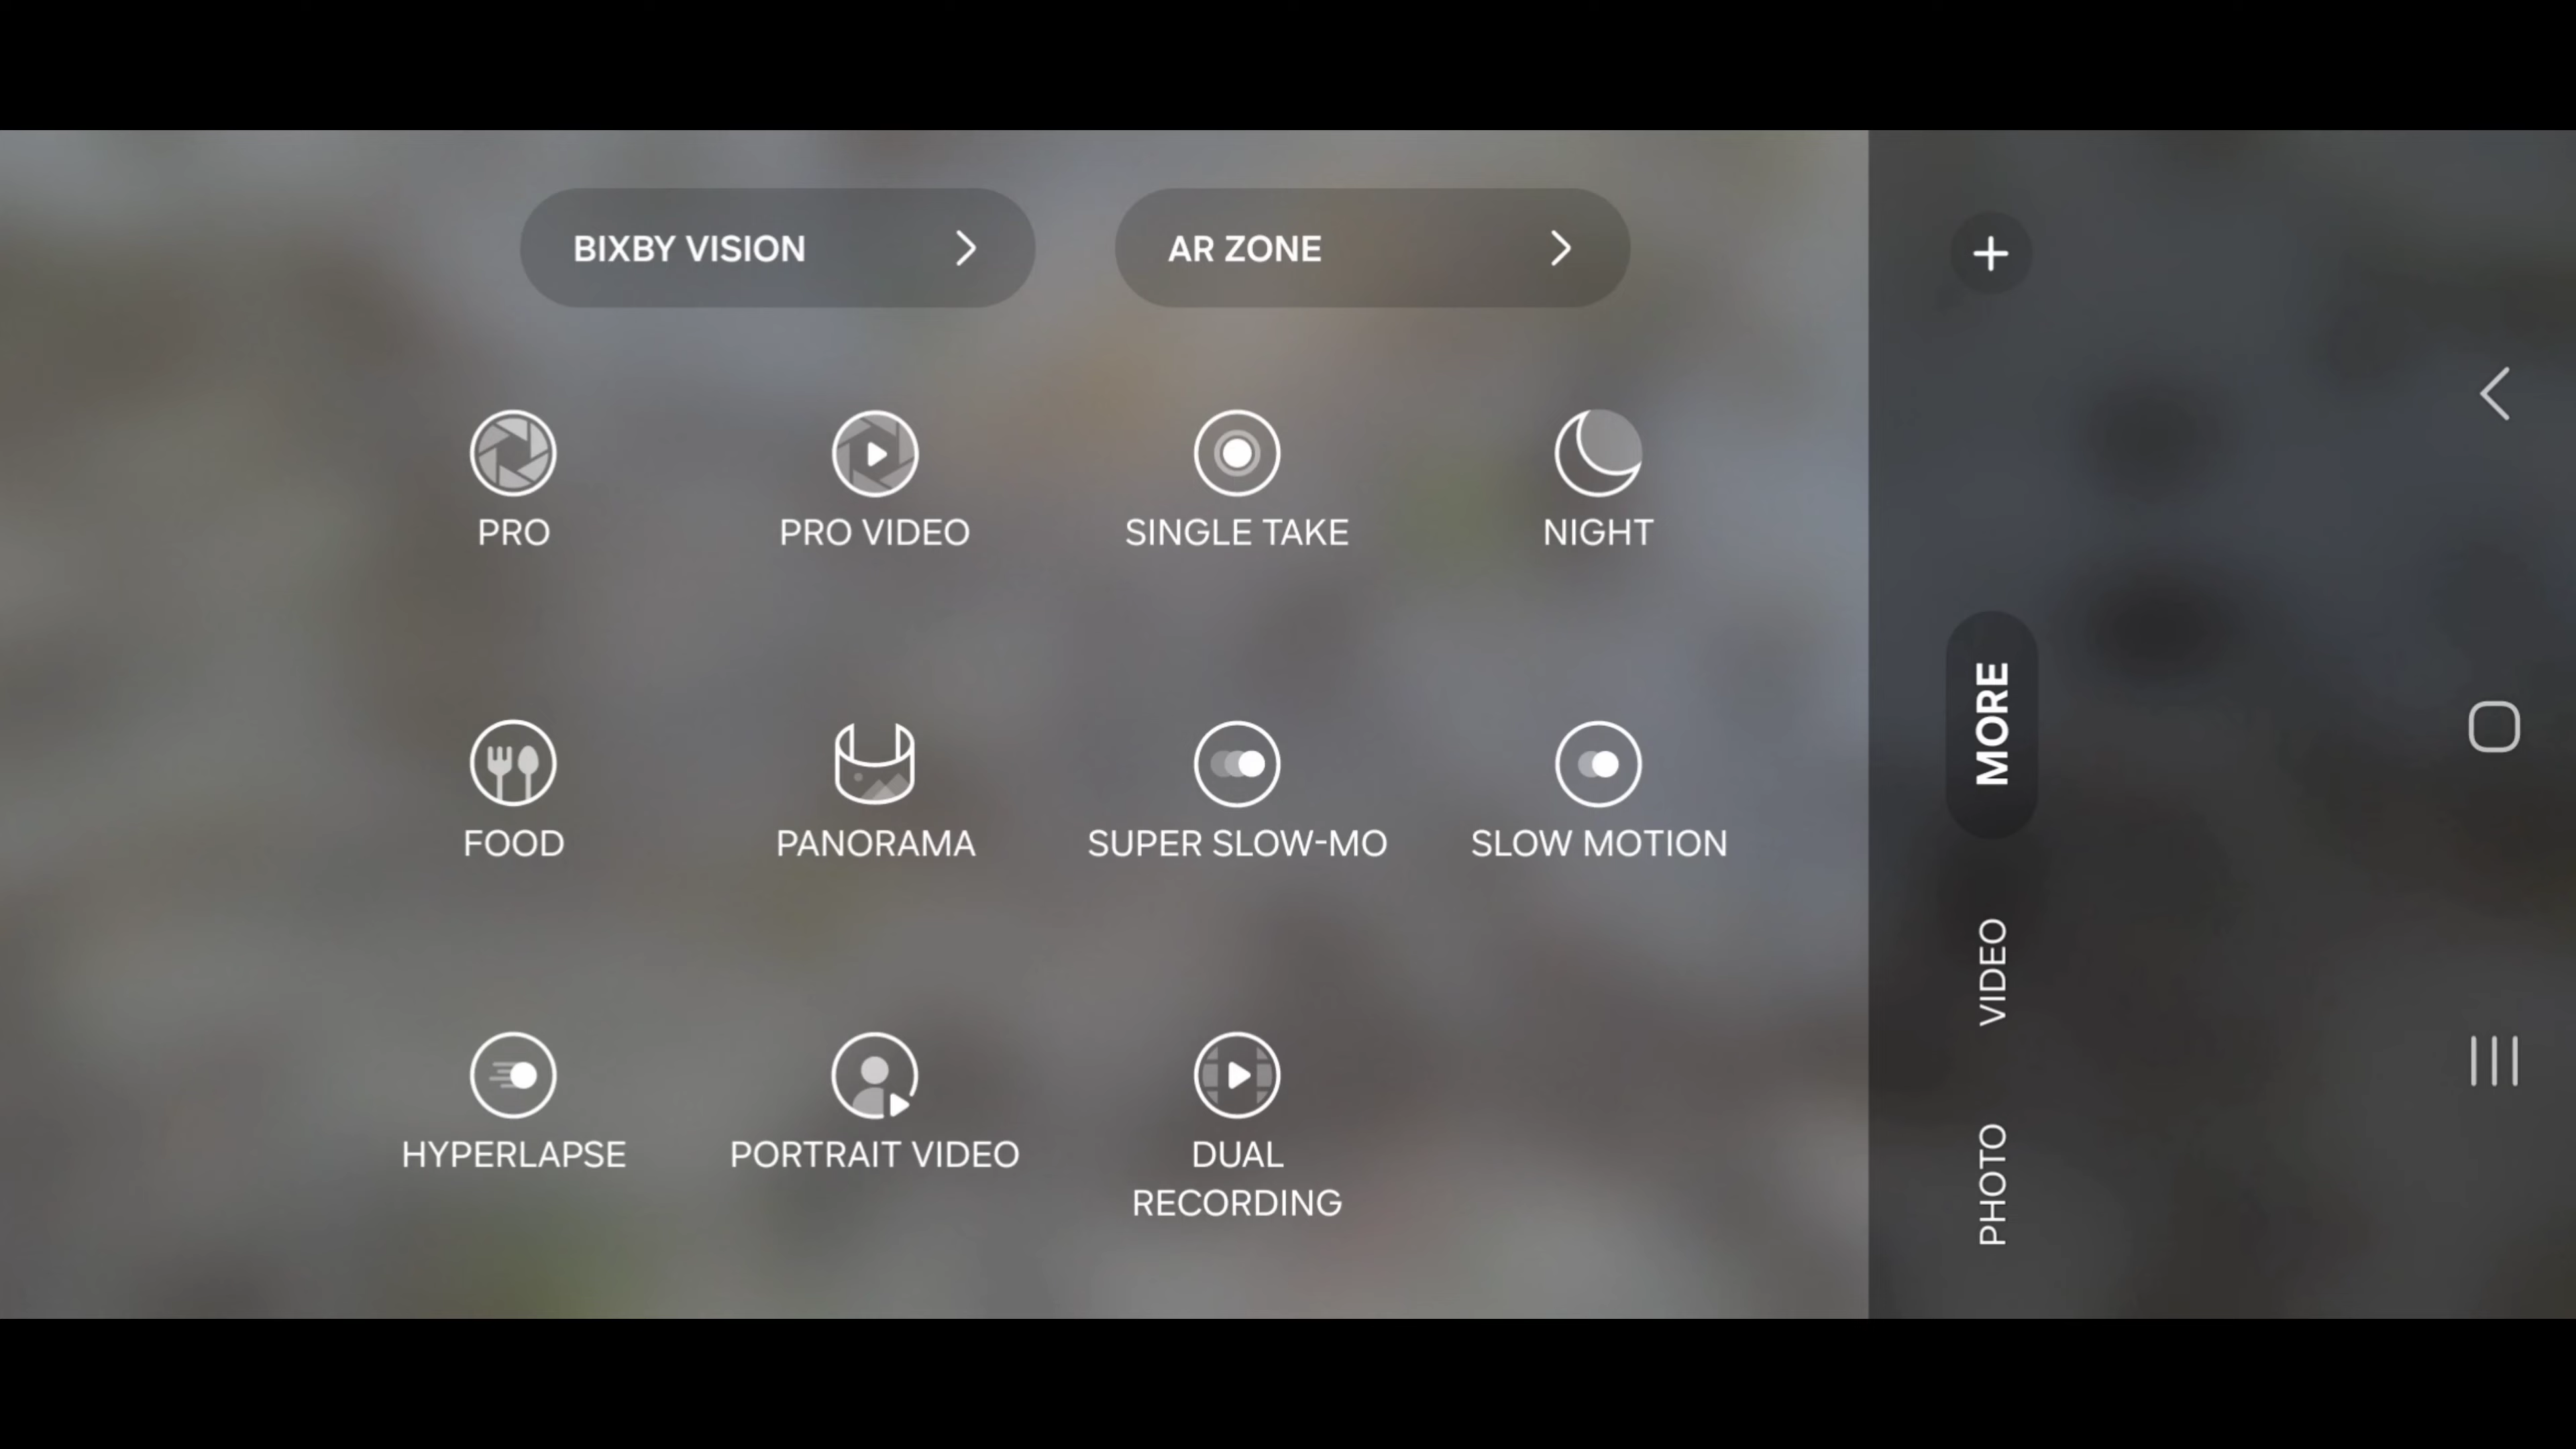 BIXBY VISION
AR ZONE
PRO
PRO VIDEO
SINGLE TAKE
NIGHT
FOOD
PANORAMA
SUPER SLOW-MO
SLOW MOTION
HYPERLAPSE
PORTRAIT VIDEO
DUAL
RECORDING
MORE
VIDEO
PHOTO